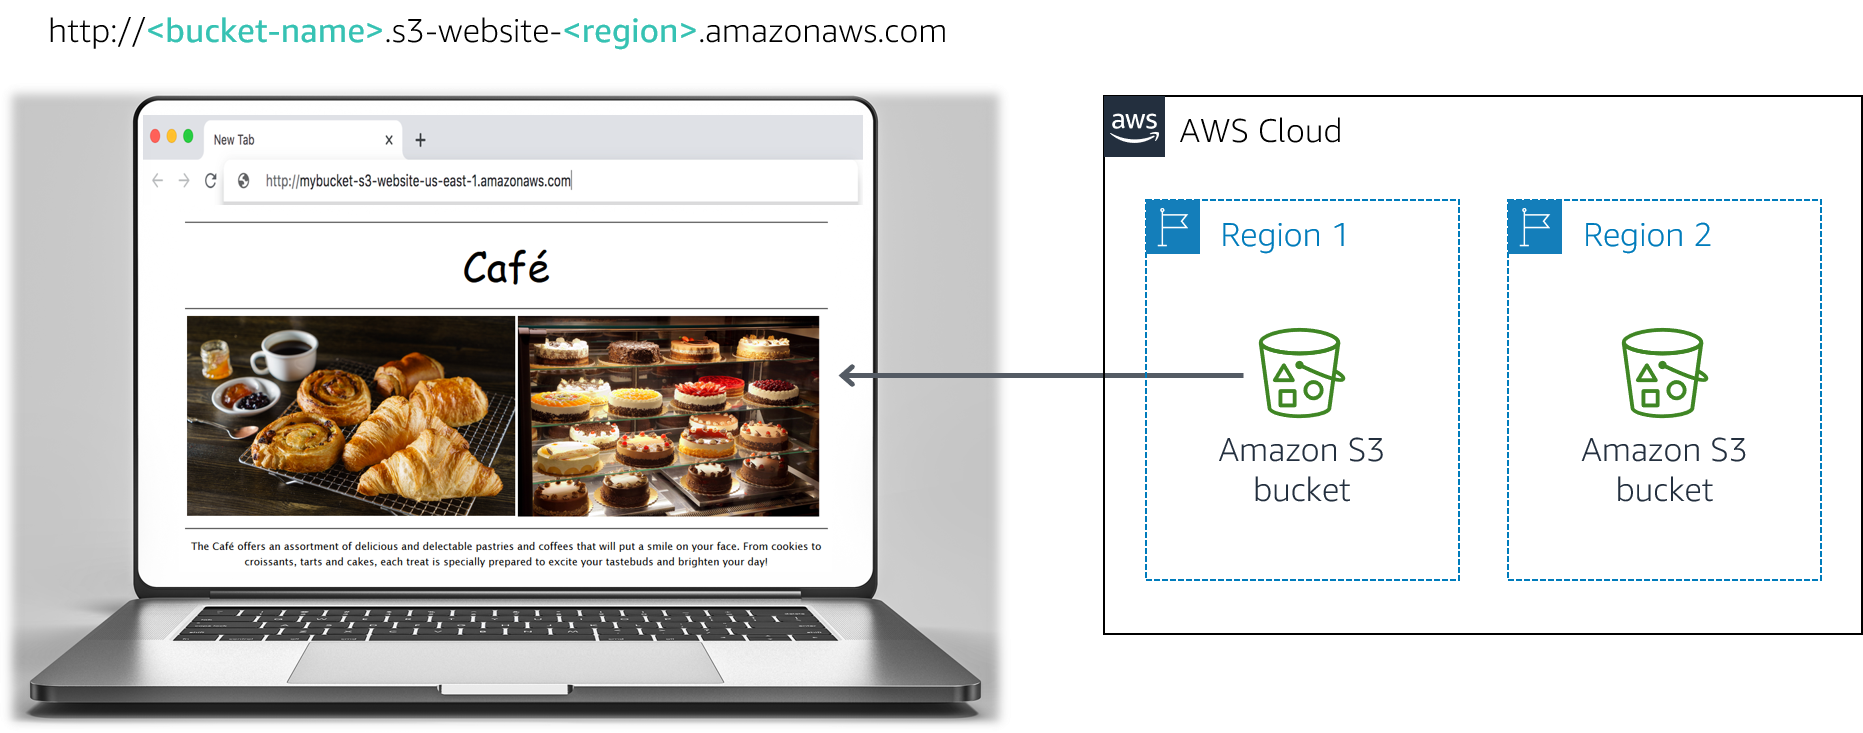 http://<bucket-name>.s3-website-<region>.amazonaws.com
New Tab
http://mybucket-s3-website-us-east-1.amazonaws.com
Café
The Café offers an assortment of delicious and delectable pastries and coffees that will put a smile on your face. From cookies to
croissants, tarts and cakes, each treat is specially prepared to excite your tastebuds and brighten your day!
aws
AWS Cloud
Region 1
Amazon S3
bucket
Region 2
Amazon S3
bucket